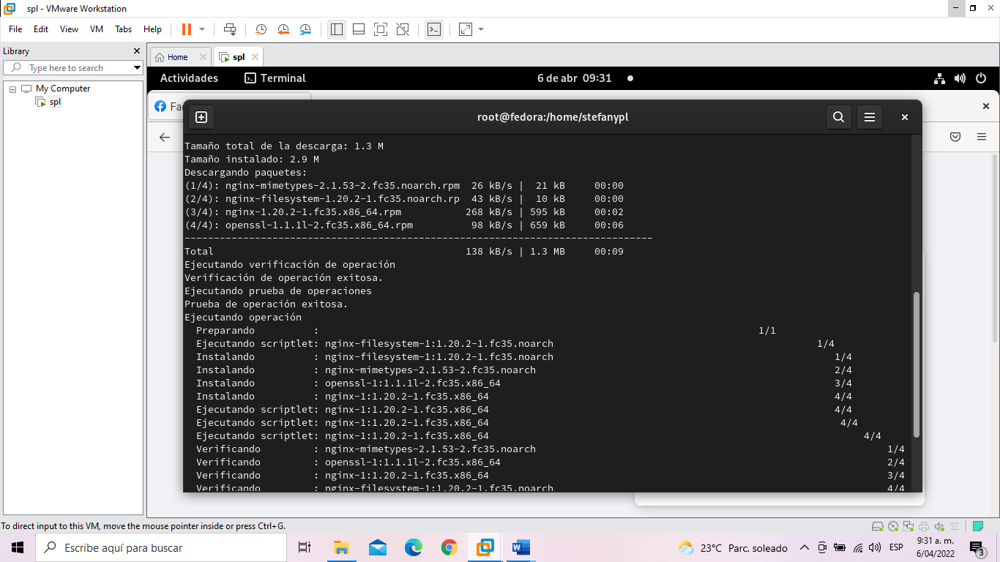 spl - VMware Workstation
File Edit View VM Tabs Help
Library
Type here to search
My Computer
spl
Home
spl
Actividades
Terminal
6 de abr 09:31
Fa
root@fedora:/home/stefanypl
Tamaño total de la descarga: 1.3 M
Tamaño instalado: 2.9 M
Descargando paquetes:
(1/4): nginx-mimetypes-2.1.53-2.fc35.noarch.rpm 26 kB/s | 21 kB 00:00
(2/4): nginx-filesystem-1.20.2-1.fc35.noarch.rp 43 kB/s | 10 kB 00:00
(3/4): nginx-1.20.2-1.fc35.x86_64.rpm 268 kB/s | 595 kB 00:02
(4/4): openssl-1.1.1l-2.fc35.x86_64.rpm 98 kB/s | 659 kB 00:06
--------------------------------------------------------------------------------
Total 138 kB/s | 1.3 MB 00:09
Ejecutando verificación de operación
Verificación de operación exitosa.
Ejecutando prueba de operaciones
Prueba de operación exitosa.
Ejecutando operación
Preparando : 1/1
Ejecutando scriptlet: nginx-filesystem-1:1.20.2-1.fc35.noarch 1/4
Instalando : nginx-filesystem-1:1.20.2-1.fc35.noarch 1/4
Instalando : nginx-mimetypes-2.1.53-2.fc35.noarch 2/4
Instalando : openssl-1:1.1.1l-2.fc35.x86_64 3/4
Instalando : nginx-1:1.20.2-1.fc35.x86_64 4/4
Ejecutando scriptlet: nginx-1:1.20.2-1.fc35.x86_64 4/4
Ejecutando scriptlet: nginx-1:1.20.2-1.fc35.x86_64 4/4
Ejecutando scriptlet: nginx-1:1.20.2-1.fc35.x86_64 4/4
Verificando : nginx-mimetypes-2.1.53-2.fc35.noarch 1/4
Verificando : openssl-1:1.1.1l-2.fc35.x86_64 2/4
Verificando : nginx-1:1.20.2-1.fc35.x86_64 3/4
Verificando : nginx-filesystem-1:1.20.2-1.fc35.noarch 4/4
To direct input to this VM, move the mouse pointer inside or press Ctrl+G.
Escribe aquí para buscar
23°C Parc. soleado
ESP
9:31 a. m.
6/04/2022
3